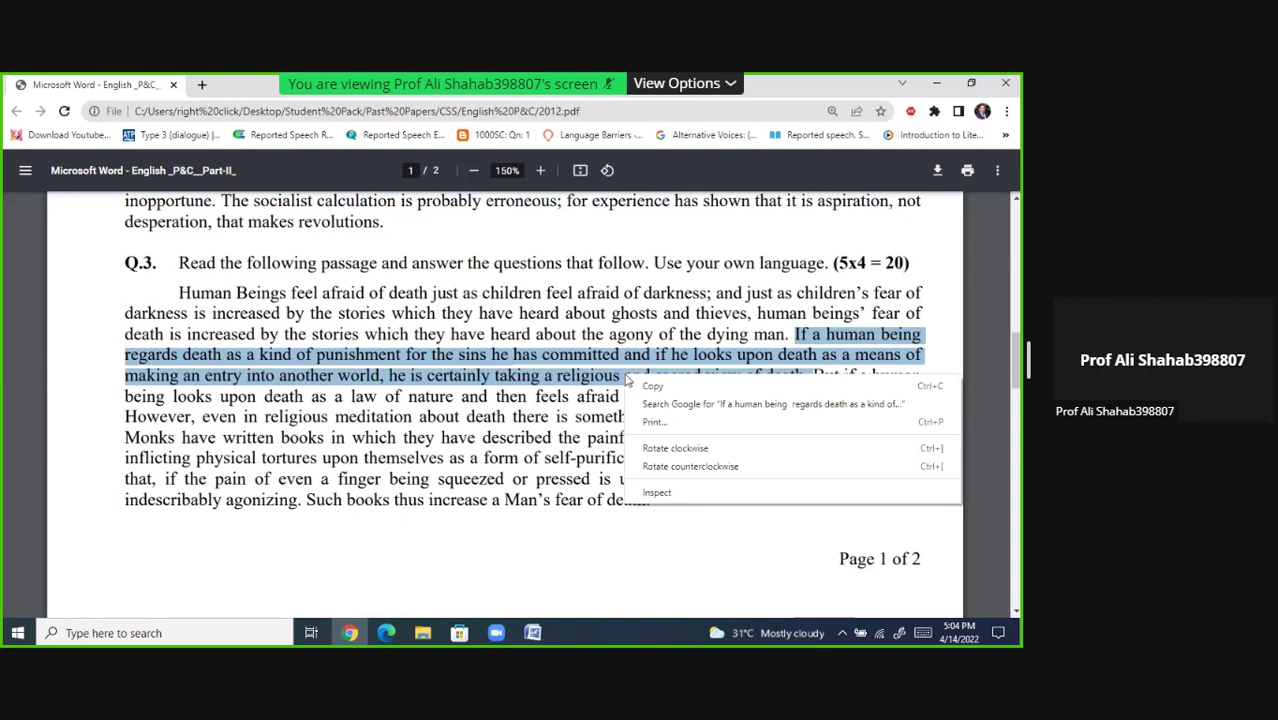 You are viewing Prof Ali Shahab398807's screen
View Options
Microsoft Word - English _P&C_
File
C:/Users/right%20click/Desktop/Student%20Pack/Past%20Papers/CSS/English%20P&C/2012.pdf
Download Youtube...
Type 3 (dialogue) |...
Reported Speech R...
Reported Speech E...
1000SC: Qn: 1
Language Barriers -...
Alternative Voices: (...
Reported speech. S...
Introduction to Lite...
Microsoft Word - English _P&C__Part-II_
1 / 2
150%
inopportune. The socialist calculation is probably erroneous; for experience has shown that it is aspiration, not
desperation, that makes revolutions.
Q.3. Read the following passage and answer the questions that follow. Use your own language. (5x4 = 20)
Human Beings feel afraid of death just as children feel afraid of darkness; and just as children's fear of
darkness is increased by the stories which they have heard about ghosts and thieves, human beings' fear of
death is increased by the stories which they have heard about the agony of the dying man. If a human being
regards death as a kind of punishment for the sins he has committed and if he looks upon death as a means of
making an entry into another world, he is certainly taking a religious and sacred view of death. But if a human
being looks upon death as a law of nature and then feels afraid
However, even in religious meditation about death there is someth
Monks have written books in which they have described the painf
inflicting physical tortures upon themselves as a form of self-purific
that, if the pain of even a finger being squeezed or pressed is u
indescribably agonizing. Such books thus increase a Man's fear of death.
Copy Ctrl+C
Search Google for "If a human being regards death as a kind of..."
Print... Ctrl+P
Rotate clockwise Ctrl+]
Rotate counterclockwise Ctrl+[
Inspect
Page 1 of 2
Prof Ali Shahab398807
Prof Ali Shahab398807
Type here to search
31°C Mostly cloudy
5:04 PM
4/14/2022